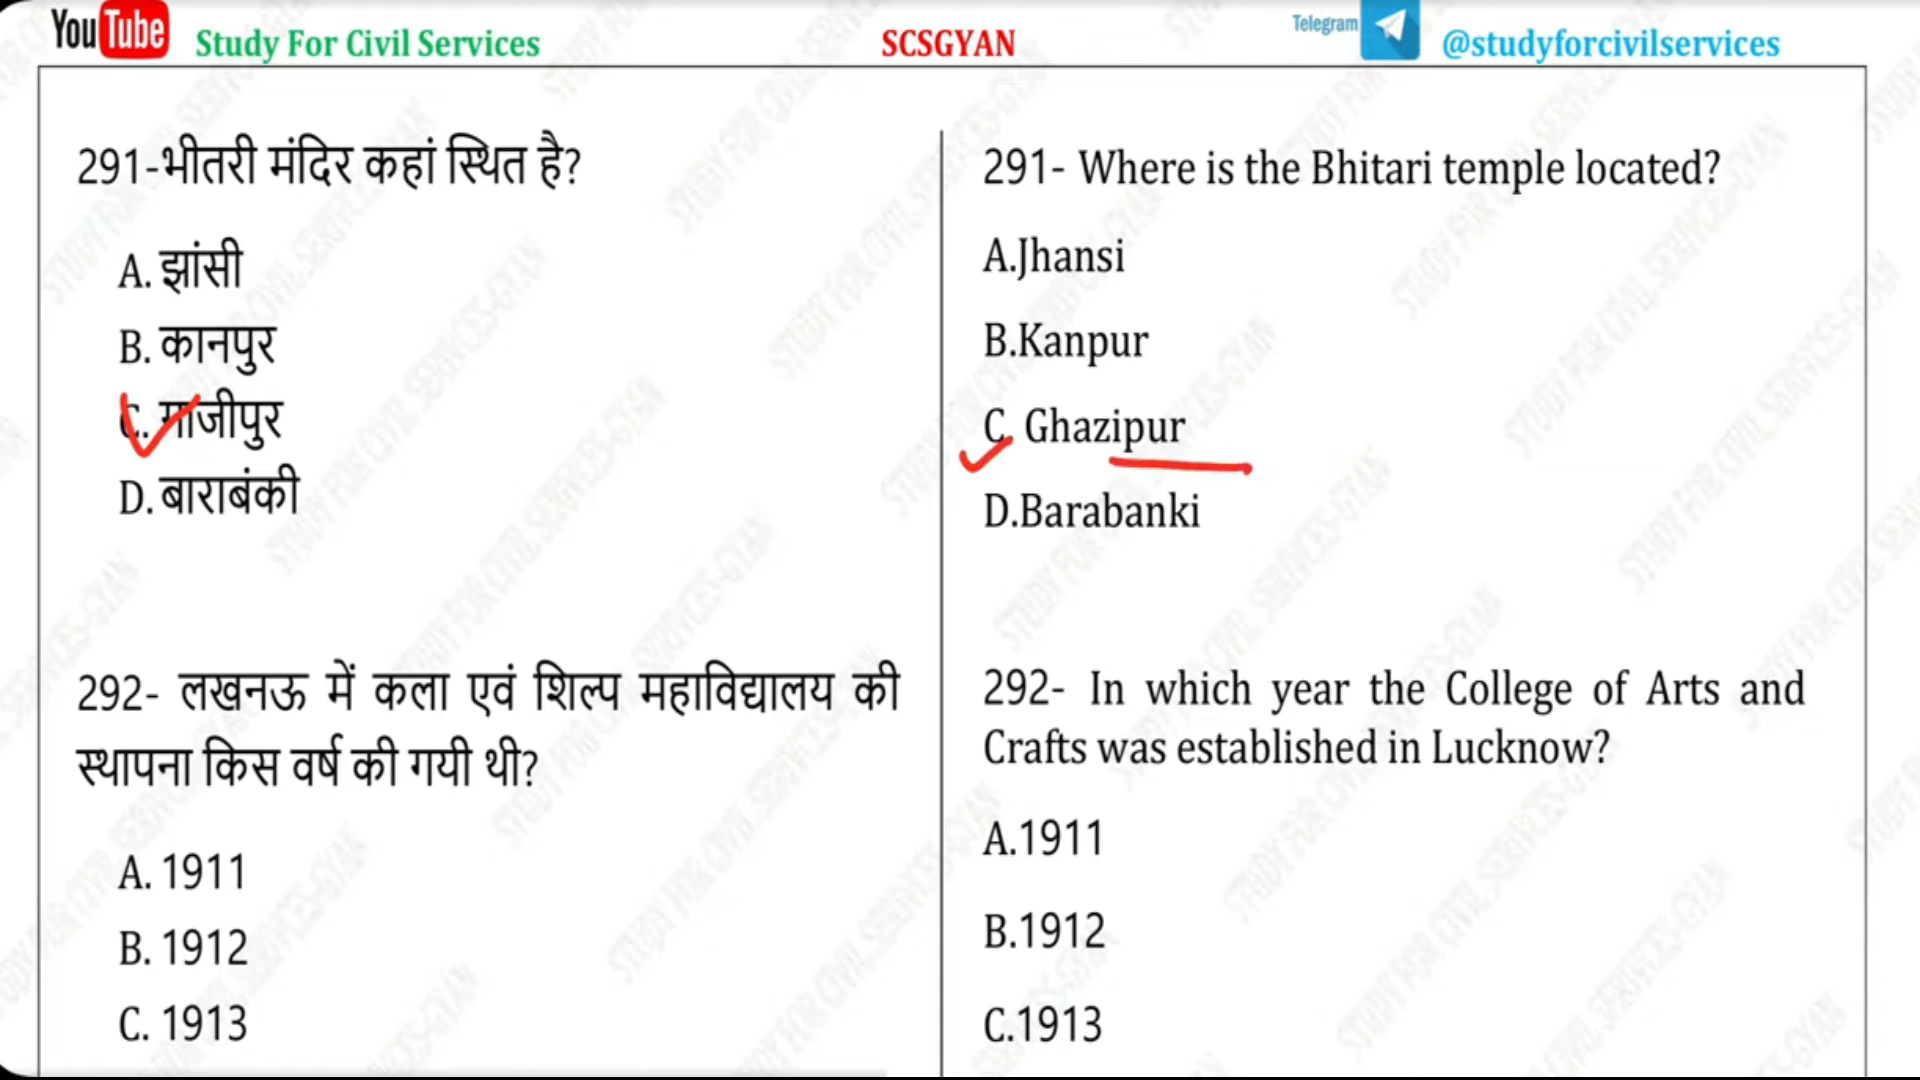 YouTube Study For Civil Services SCSGYAN Telegram @studyforcivilservices
291-भीतरी मंदिर कहां स्थित है?
A. झांसी
B. कानपुर
C. गाजीपुर
D. बाराबंकी
292- लखनऊ में कला एवं शिल्प महाविद्यालय की
स्थापना किस वर्ष की गयी थी?
A. 1911
B. 1912
C. 1913
291- Where is the Bhitari temple located?
A.Jhansi
B.Kanpur
C. Ghazipur
D.Barabanki
292- In which year the College of Arts and
Crafts was established in Lucknow?
A.1911
B.1912
C.1913